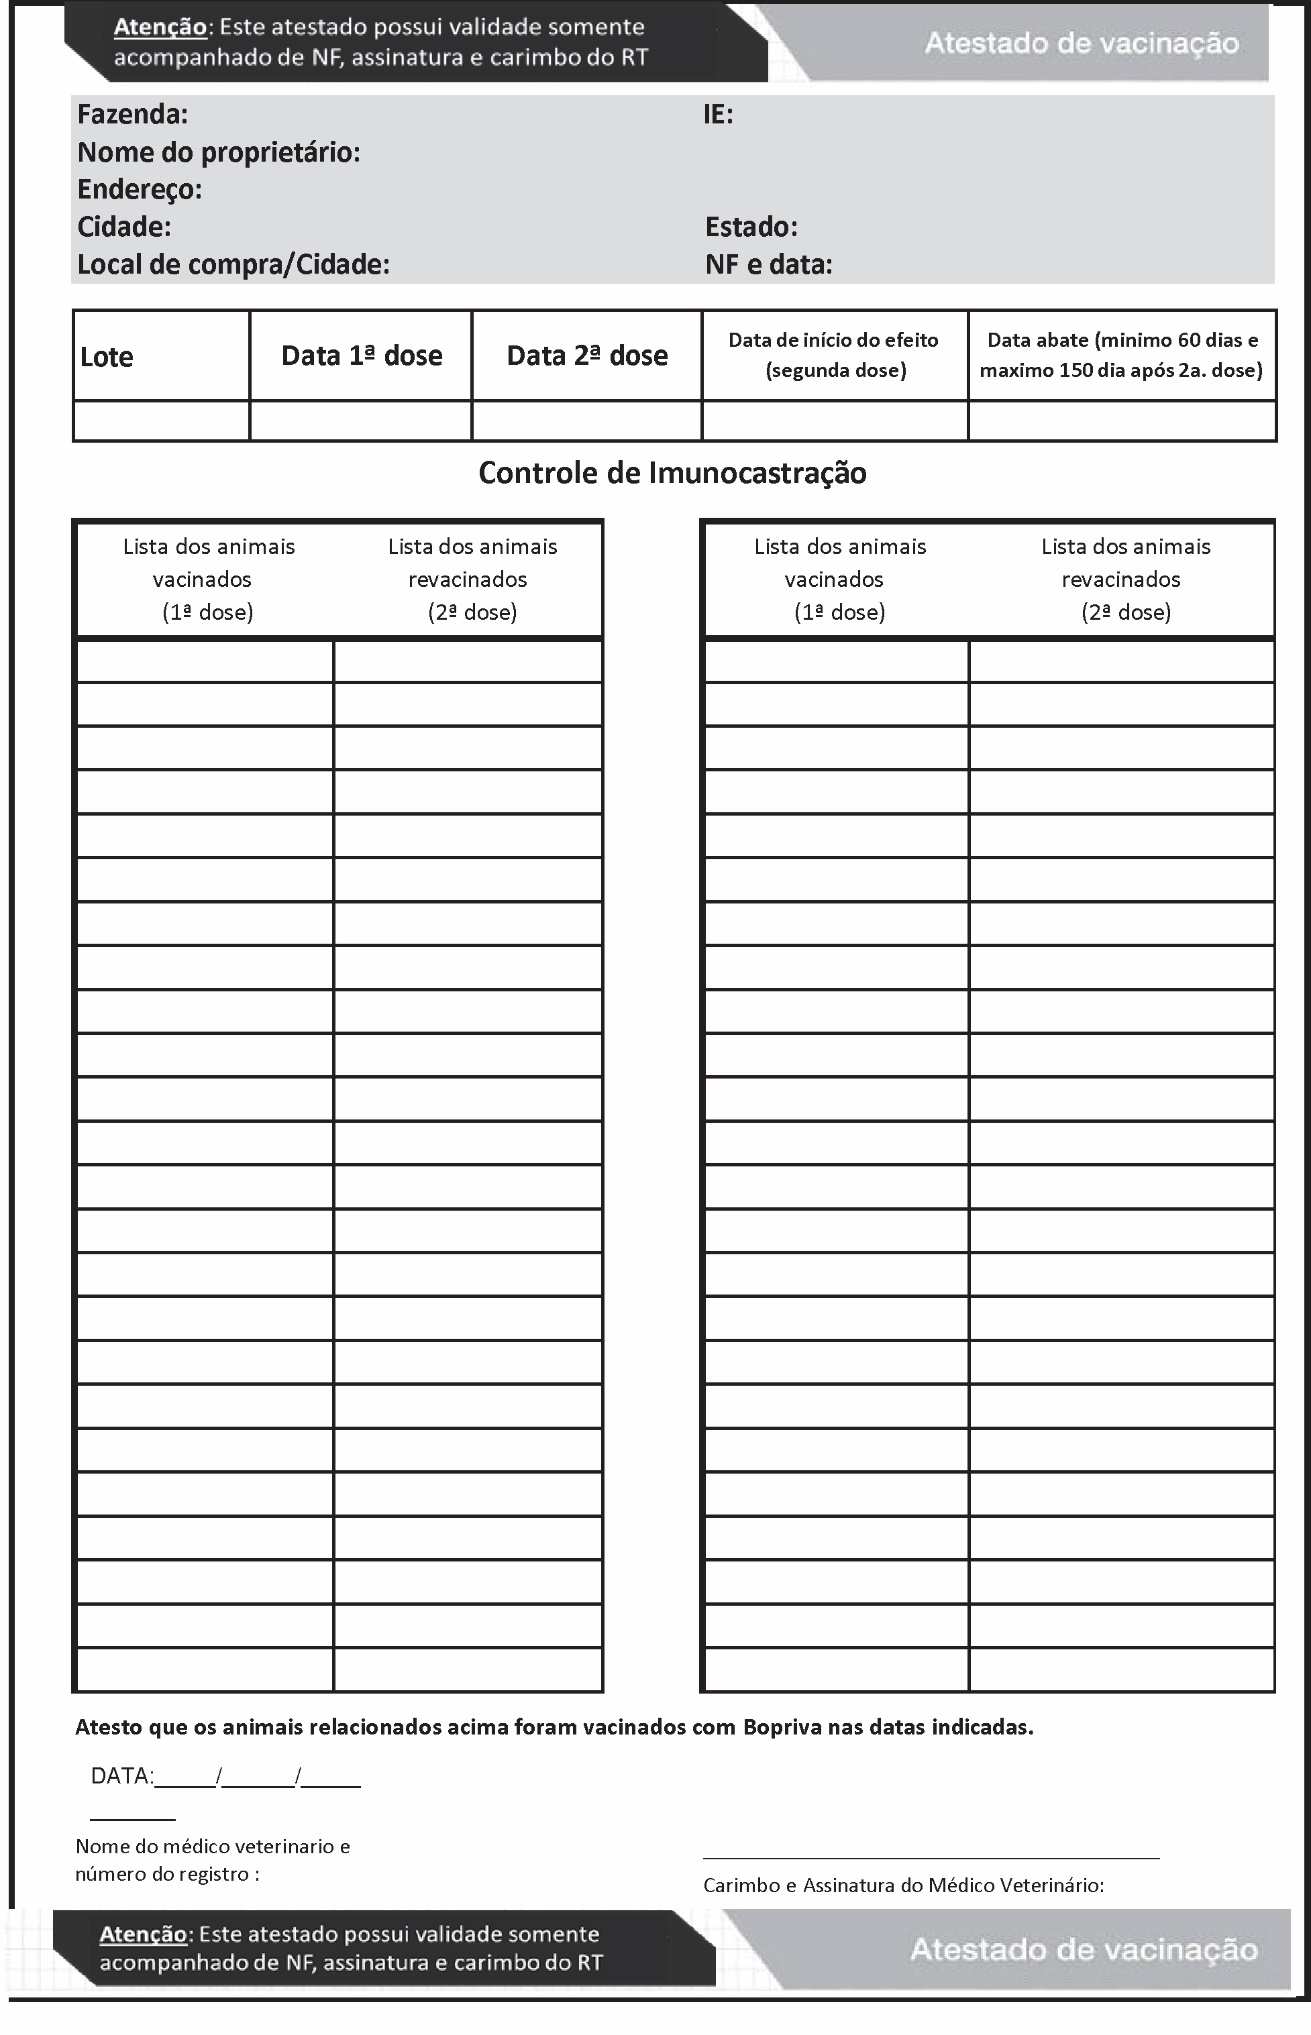 Atenção: Este atestado possui validade somente
acompanhado de NF, assinatura e carimbo do RT
Atestado de vacinação
Fazenda:
IE:
Nome do proprietário:
Endereço:
Cidade:
Estado:
Local de compra/Cidade:
NF e data:
Lote
Data 1ª dose
Data 2ª dose
Data de início do efeito
(segunda dose)
Data abate (minimo 60 dias e
maximo 150 dia após 2a. dose)
Controle de Imunocastração
Lista dos animais
vacinados
(1ª dose)
Lista dos animais
revacinados
(2ª dose)
Lista dos animais
vacinados
(1ª dose)
Lista dos animais
revacinados
(2ª dose)
Atesto que os animais relacionados acima foram vacinados com Bopriva nas datas indicadas.
DATA:_____/______/_____
_______
Nome do médico veterinario e
número do registro :
Carimbo e Assinatura do Médico Veterinário:
Atenção: Este atestado possui validade somente
acompanhado de NF, assinatura e carimbo do RT
Atestado de vacinação